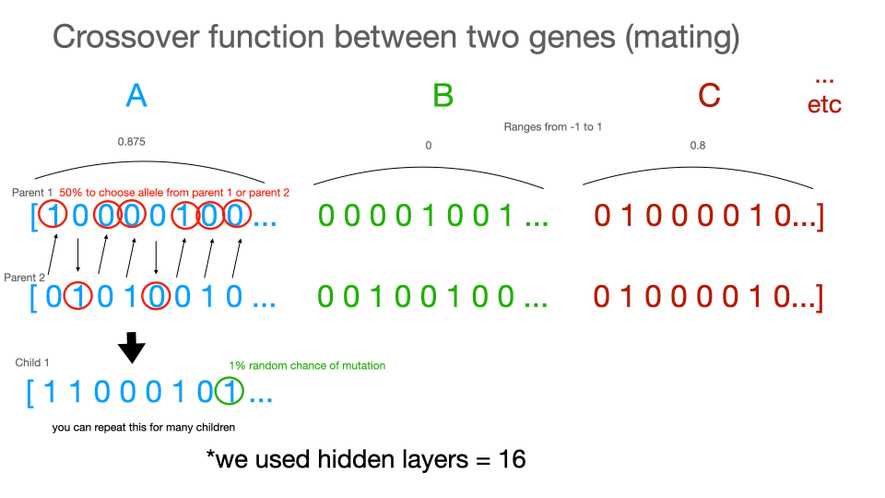 Crossover function between two genes (mating)
A B C ...
etc
Ranges from -1 to 1
0.875 0 0.8
Parent 1 50% to choose allele from parent 1 or parent 2
[ 1 0 0 0 0 1 0 0 ... 0 0 0 0 1 0 0 1 ... 0 1 0 0 0 0 1 0...]
Parent 2
[ 0 1 0 1 0 0 1 0 ... 0 0 1 0 0 1 0 0 ... 0 1 0 0 0 0 1 0...]
Child 1
1% random chance of mutation
[ 1 1 0 0 0 1 0 1 ...
you can repeat this for many children
*we used hidden layers = 16